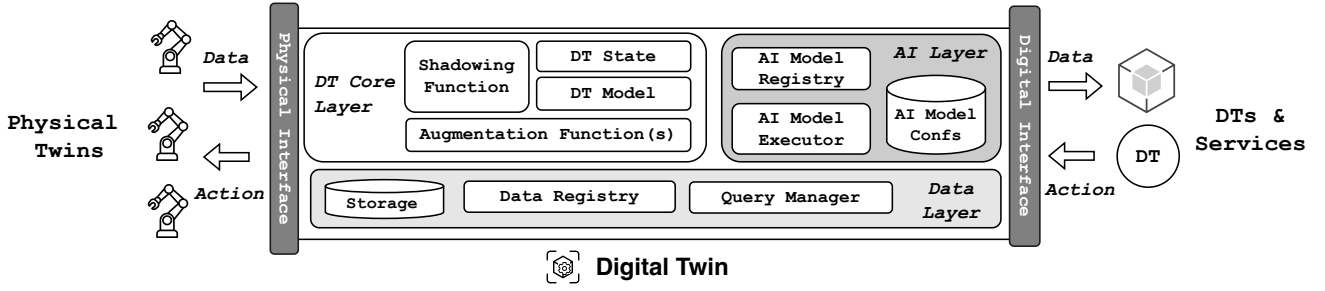 Physical
Twins
Data
Action
Physical Interface
DT Core
Layer
Shadowing
Function
DT State
DT Model
Augmentation Function(s)
AI Model
Registry
AI Model
Executor
AI Layer
AI Model
Confs
Storage
Data Registry
Query Manager
Data
Layer
Digital Interface
Data
Action
DT
DTs &
Services
Digital Twin